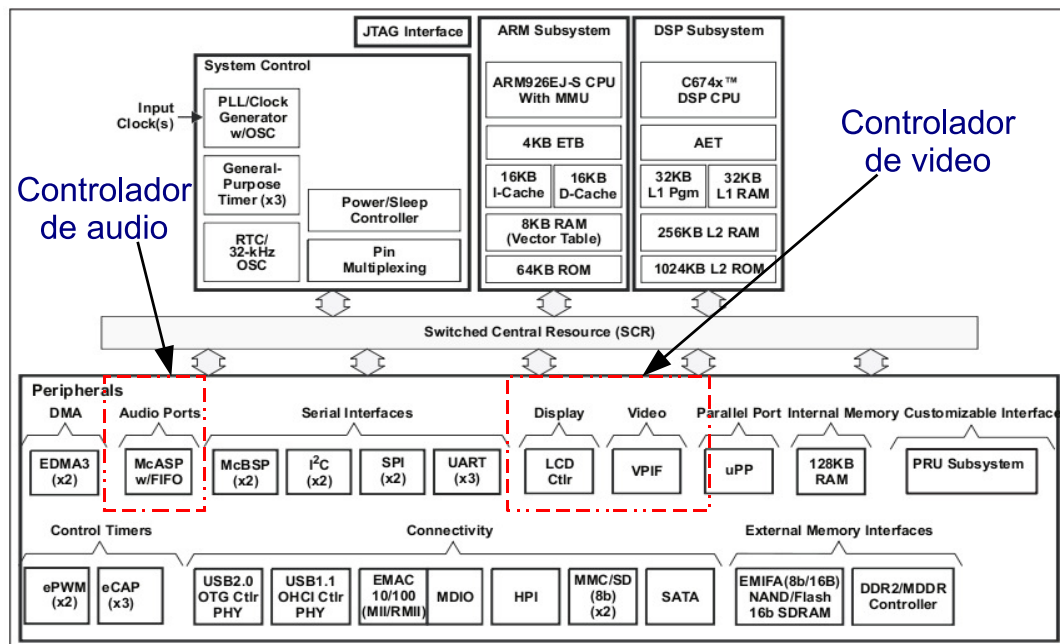 JTAG Interface
System Control
Input
Clock(s)
PLL/Clock
Generator
w/OSC
General-
Purpose
Timer (x3)
RTC/
32-kHz
OSC
Power/Sleep
Controller
Pin
Multiplexing
ARM Subsystem
ARM926EJ-S CPU
With MMU
4KB ETB
16KB
I-Cache
16KB
D-Cache
8KB RAM
(Vector Table)
64KB ROM
DSP Subsystem
C674x™
DSP CPU
AET
32KB
L1 Pgm
32KB
L1 RAM
256KB L2 RAM
1024KB L2 ROM
Controlador
de audio
Controlador
de video
Switched Central Resource (SCR)
Peripherals
DMA
EDMA3
(x2)
Audio Ports
McASP
w/FIFO
Serial Interfaces
McBSP
(x2)
I²C
(x2)
SPI
(x2)
UART
(x3)
Display
LCD
Ctlr
Video
VPIF
Parallel Port
uPP
Internal Memory
128KB
RAM
Customizable Interface
PRU Subsystem
Control Timers
ePWM
(x2)
eCAP
(x3)
Connectivity
USB2.0
OTG Ctlr
PHY
USB1.1
OHCI Ctlr
PHY
EMAC
10/100
(MII/RMII)
MDIO
HPI
MMC/SD
(8b)
(x2)
SATA
External Memory Interfaces
EMIFA(8b/16B)
NAND/Flash
16b SDRAM
DDR2/MDDR
Controller